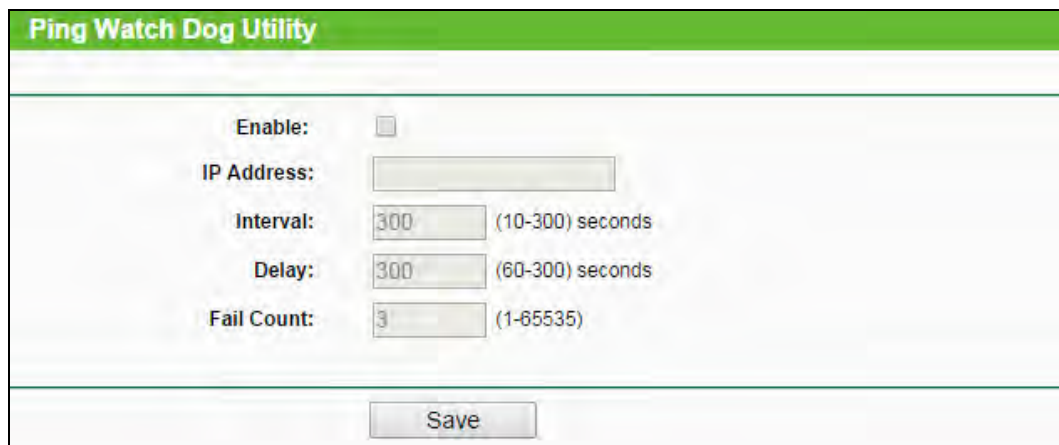 Ping Watch Dog Utility
Enable:
IP Address:
Interval: 300 (10-300) seconds
Delay: 300 (60-300) seconds
Fail Count: 3 (1-65535)
Save